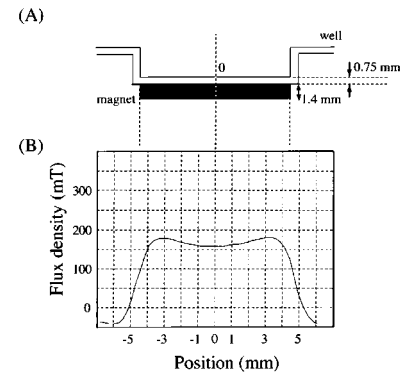 (A)
well
0
0.75 mm
magnet
1.4 mm
(B)
Flux density (mT)
300
200
100
0
-5 -3 -1 0 1 3 5
Position (mm)